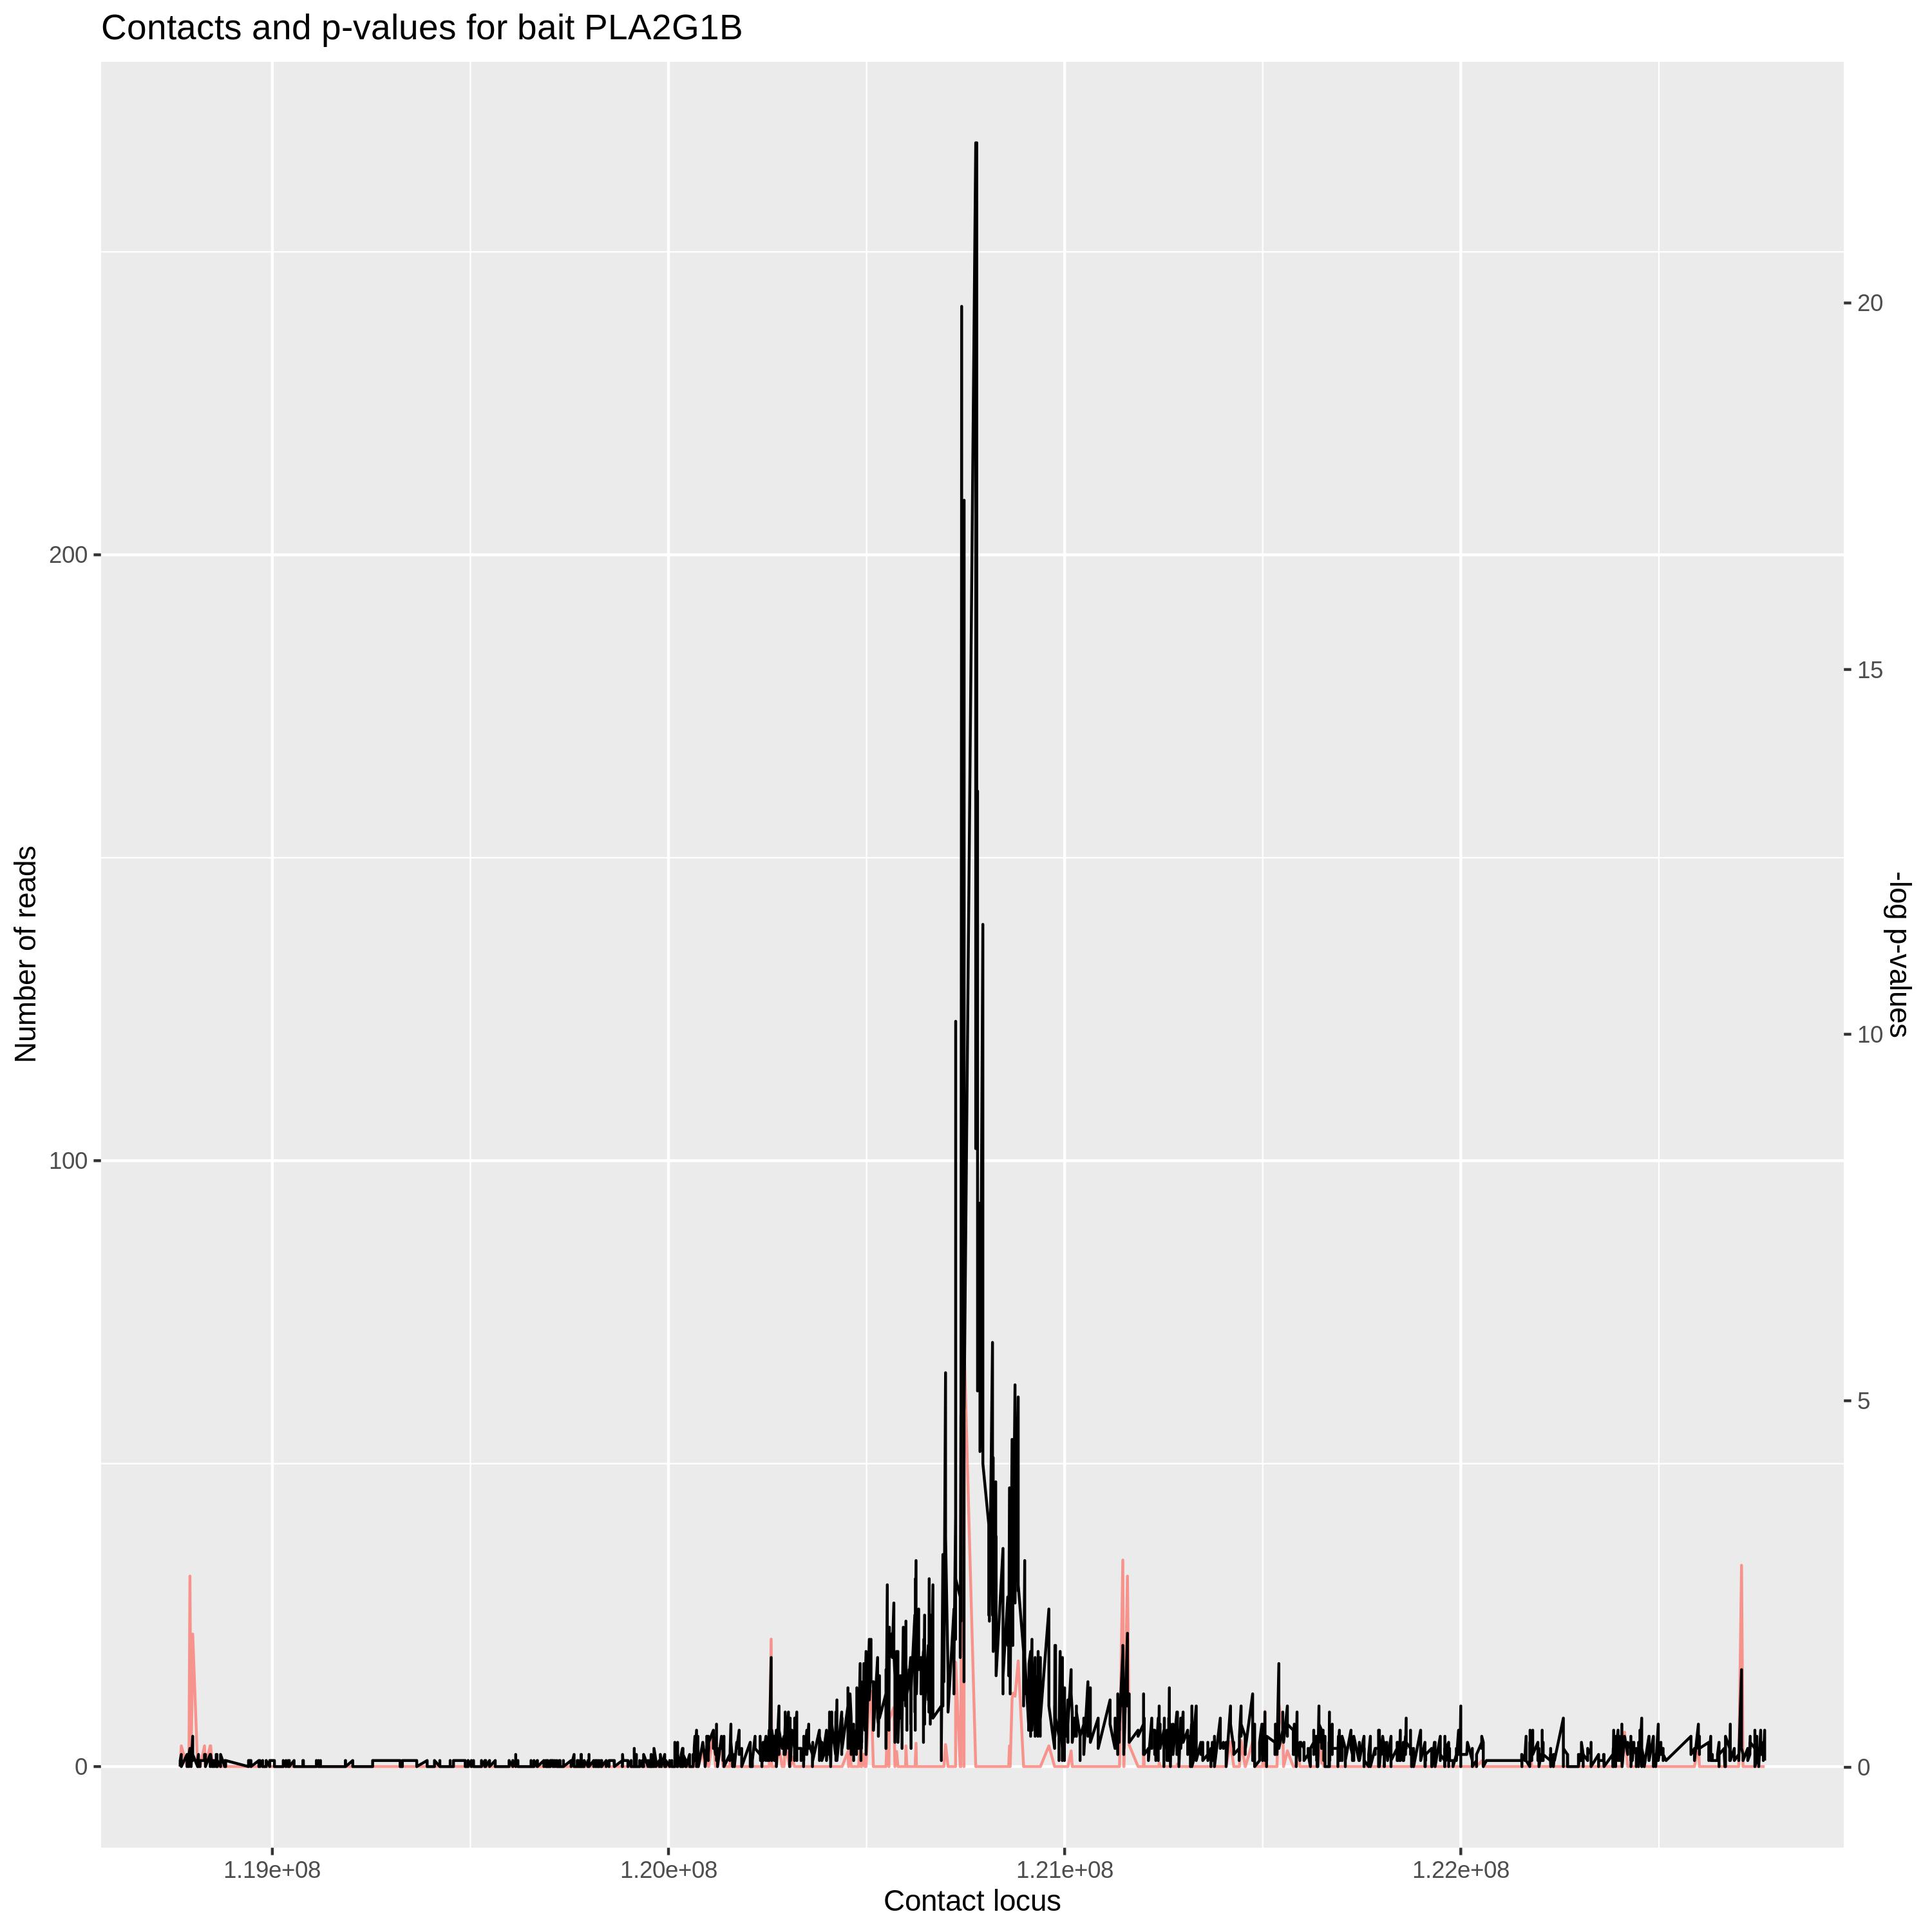 Contacts and p-values for bait PLA2G1B
200
100
0
Number of reads
20
15
10
5
0
-log p-values
1.19e+08 1.20e+08 1.21e+08 1.22e+08
Contact locus